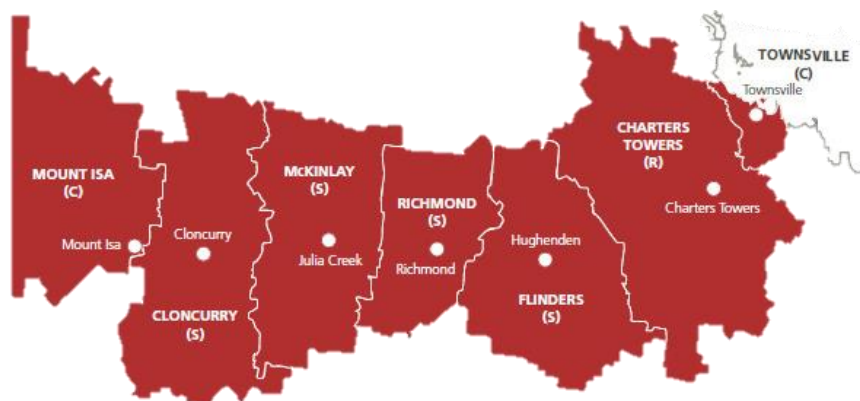 TOWNSVILLE
(C)
Townsville
CHARTERS
TOWERS
(R)
Charters Towers
MOUNT ISA
(C)
Mount Isa
Cloncurry
CLONCURRY
(S)
McKINLAY
(S)
Julia Creek
RICHMOND
(S)
Richmond
Hughenden
FLINDERS
(S)